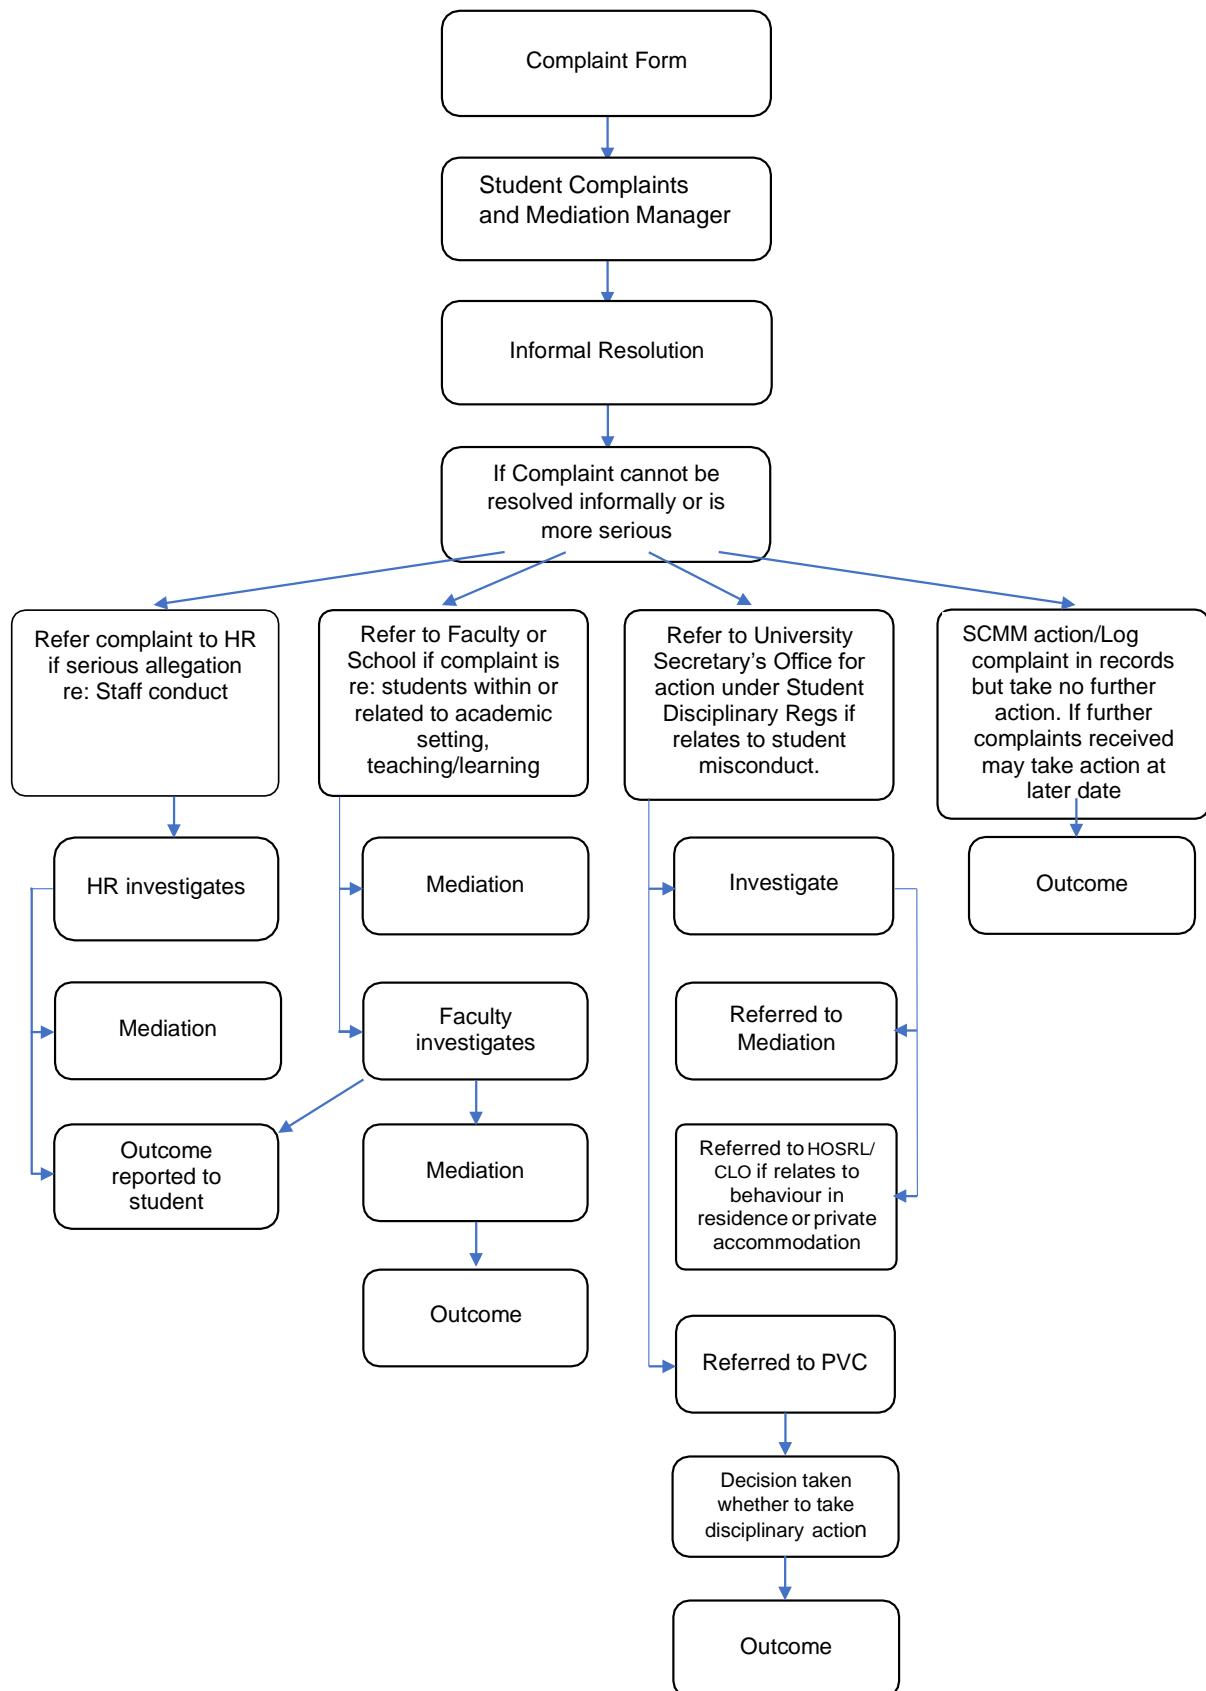 Complaint Form
Student Complaints
and Mediation Manager
Informal Resolution
If Complaint cannot be
resolved informally or is
more serious
Refer complaint to HR
if serious allegation
re: Staff conduct
Refer to Faculty or
School if complaint is
re: students within or
related to academic
setting,
teaching/learning
Refer to University
Secretary’s Office for
action under Student
Disciplinary Regs if
relates to student
misconduct.
SCMM action/Log
complaint in records
but take no further
action. If further
complaints received
may take action at
later date
HR investigates
Mediation
Investigate
Outcome
Mediation
Faculty
investigates
Referred to
Mediation
Outcome
reported to
student
Mediation
Referred to HOSRL/
CLO if relates to
behaviour in
residence or private
accommodation
Outcome
Referred to PVC
Decision taken
whether to take
disciplinary action
Outcome